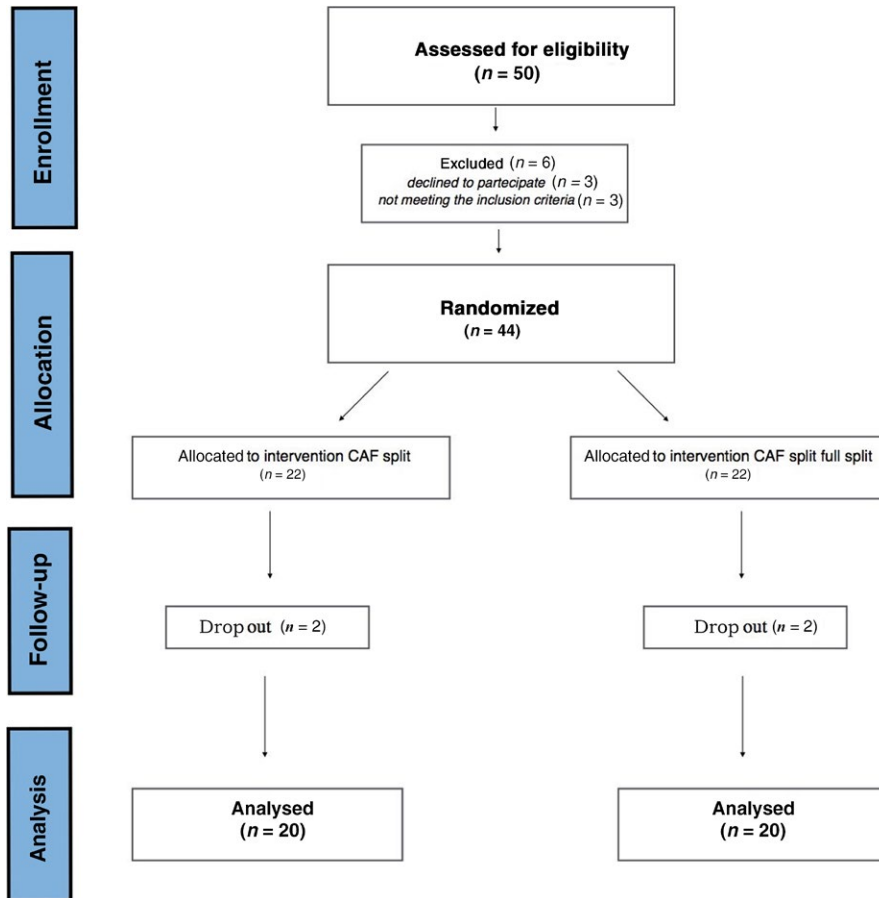 Enrollment
Assessed for eligibility
(n = 50)
Excluded (n = 6)
declined to partecipate (n = 3)
not meeting the inclusion criteria (n = 3)
Allocation
Randomized
(n = 44)
Allocated to intervention CAF split
(n = 22)
Allocated to intervention CAF split full split
(n = 22)
Follow-up
Drop out (n = 2)
Drop out (n = 2)
Analysis
Analysed
(n = 20)
Analysed
(n = 20)